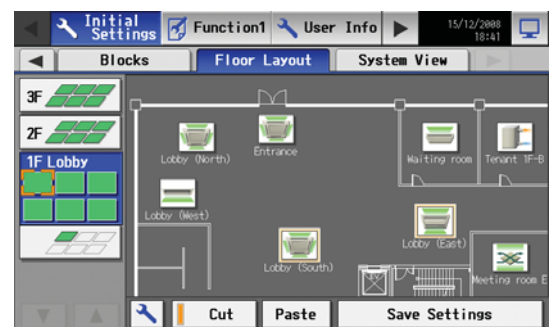 Initial
Settings
Function1
User Info
15/12/2008
18:41
Blocks
Floor Layout
System View
3F
2F
1F Lobby
Lobby (North)
Entrance
Waiting room
Tenant 1F-B
Lobby (West)
Lobby (South)
Lobby (East)
Meeting room E
Cut
Paste
Save Settings